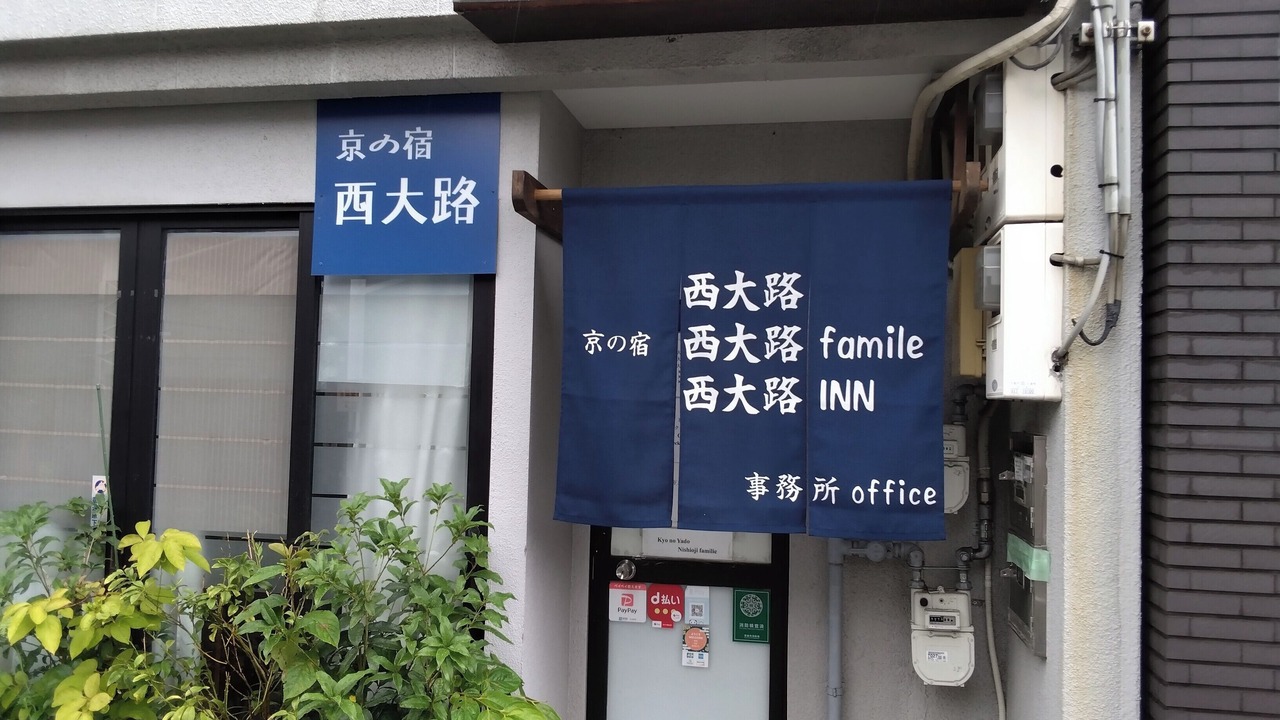 京の宿
西大路
京の宿
西大路
西大路 famile
西大路 INN
事務所 office
Kyo no Yado
Nishioji familie
PayPay
d払い